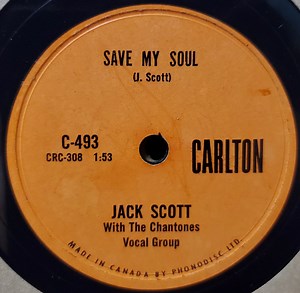 SAVE MY SOUL
(J. Scott)
C-493
CRC-308 1:53
CARLTON
JACK SCOTT
With The Chantones
Vocal Group
MADE IN CANADA BY PHONODISC LTD